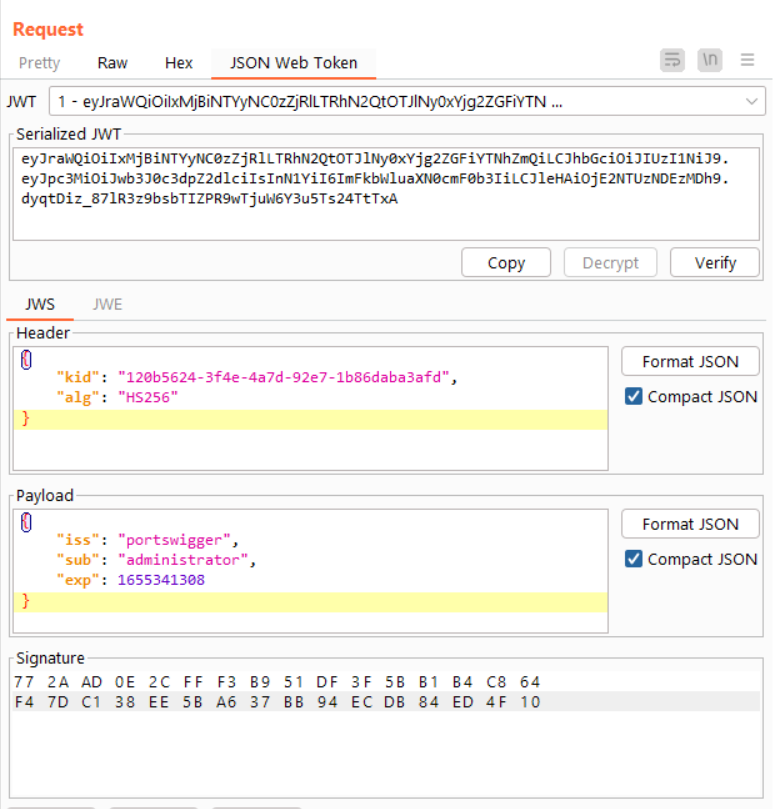 Request
Pretty Raw Hex JSON Web Token \n
JWT 1 - eyJraWQiOiIxMjBiNTYyNC0zZjRlLTRhN2QtOTJlNy0xYjg2ZGFiYTN ...
Serialized JWT
eyJraWQiOiIxMjBiNTYyNC0zZjRlLTRhN2QtOTJlNy0xYjg2ZGFiYTNhZmQiLCJhbGciOiJIUzI1NiJ9.
eyJpc3MiOiJwb3J0c3dpZ2dlciIsInN1YiI6ImFkbWluaXN0cmF0b3IiLCJleHAiOjE2NTUzNDEzMDh9.
dyqtDiz_87lR3z9bsbTIZPR9wTjuW6Y3u5Ts24TtTxA
Copy Decrypt Verify
JWS JWE
Header
{
"kid": "120b5624-3f4e-4a7d-92e7-1b86daba3afd",
"alg": "HS256"
}
Format JSON
Compact JSON
Payload
{
"iss": "portswigger",
"sub": "administrator",
"exp": 1655341308
}
Format JSON
Compact JSON
Signature
77 2A AD 0E 2C FF F3 B9 51 DF 3F 5B B1 B4 C8 64
F4 7D C1 38 EE 5B A6 37 BB 94 EC DB 84 ED 4F 10